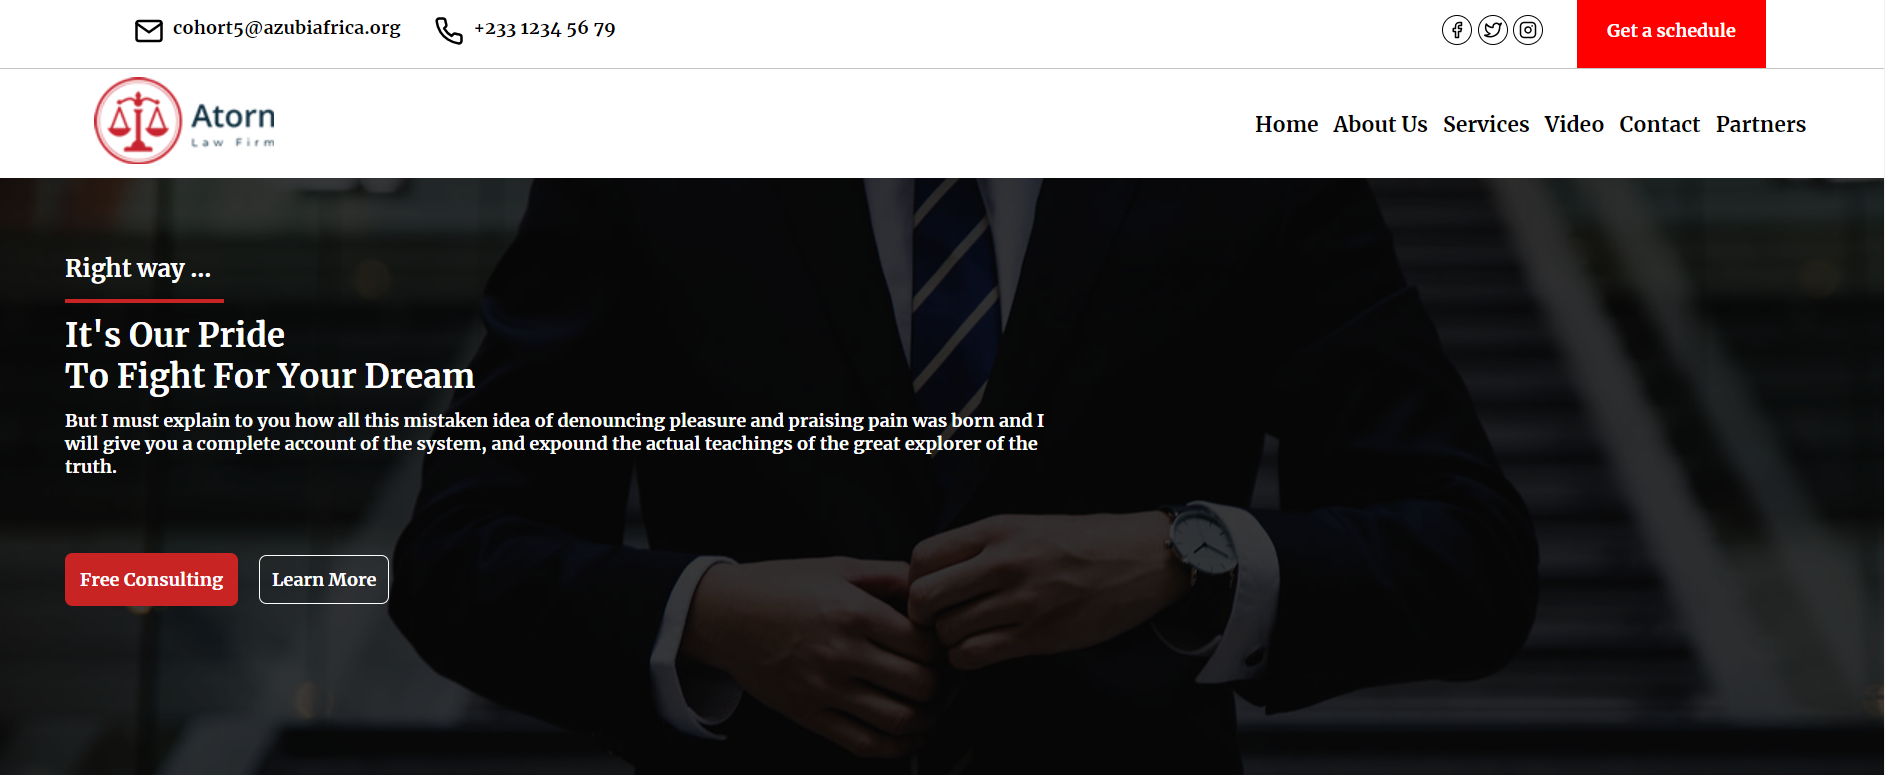 cohort5@azubiafrica.org +233 1234 56 79 Get a schedule
Atorn
Law Firm
Home About Us Services Video Contact Partners
Right way ...
It's Our Pride
To Fight For Your Dream
But I must explain to you how all this mistaken idea of denouncing pleasure and praising pain was born and I
will give you a complete account of the system, and expound the actual teachings of the great explorer of the
truth.
Free Consulting Learn More